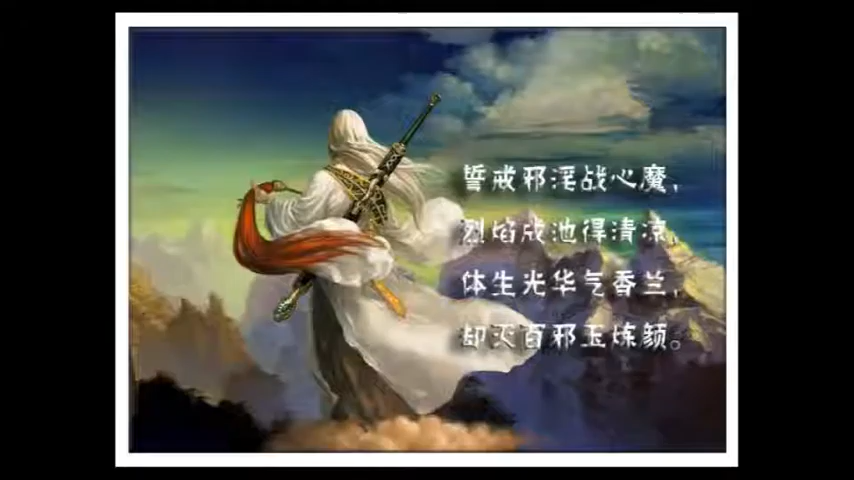 誓戒邪淫战心魔，
烈焰成池得清凉，
体生光华气香兰，
却灭百邪玉炼颜。